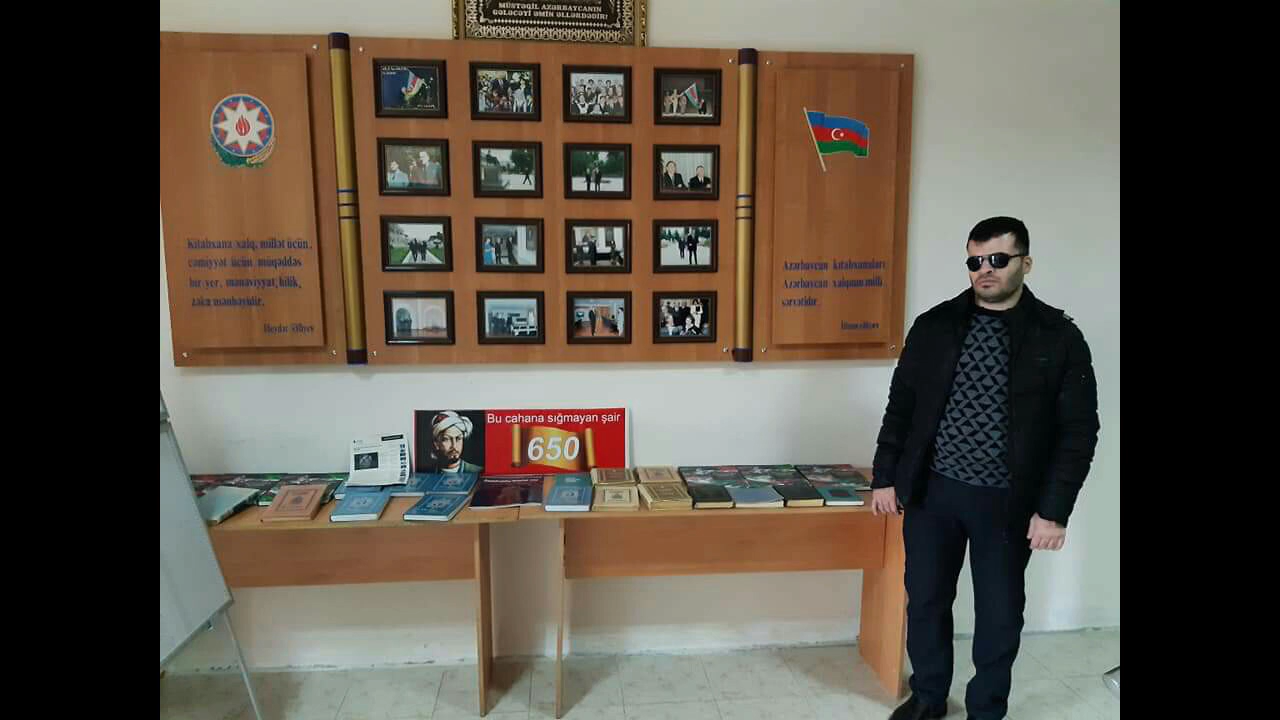 MÜSTƏQİL AZƏRBAYCANIN
GƏLƏCƏYİ ƏMİN ƏLLƏRDƏDİR!
Kitabxana xalq, millət üçün,
cəmiyyət üçün müqəddəs
bir yer, mənəviyyat, bilik,
zəka mənbəyidir.
Heydər Əliyev
Azərbaycan kitabxanaları
Azərbaycan xalqının milli
sərvətidir.
İlham Əliyev
Bu cahana sığmayan şair
650